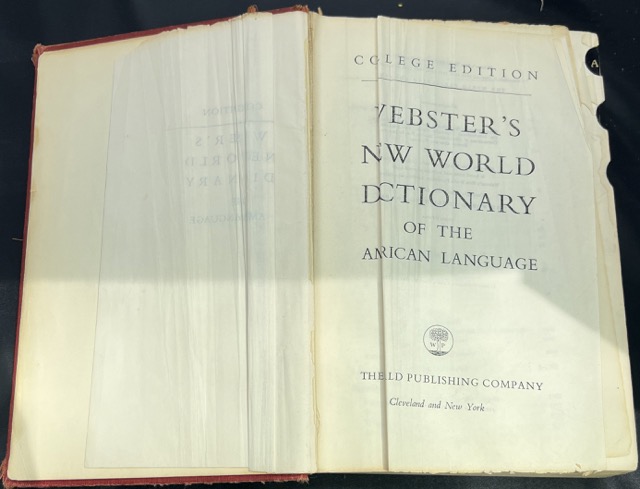 COLEGE EDITION
A
VEBSTER'S
NW WORLD
DCTIONARY
OF THE
ARICAN LANGUAGE
W P
THE LD PUBLISHING COMPANY
Cleveland and New York